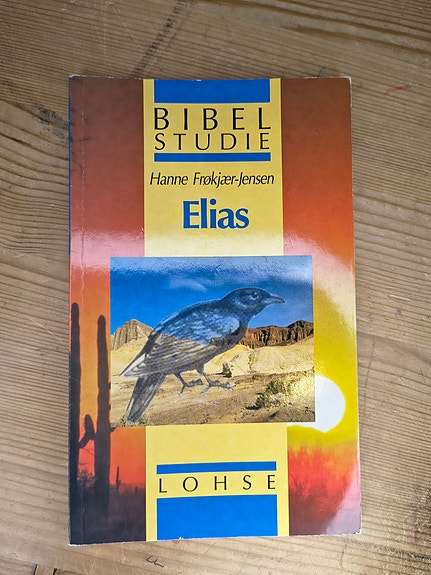 BIBEL
STUDIE
Hanne Frøkjær-Jensen
Elias
LOHSE